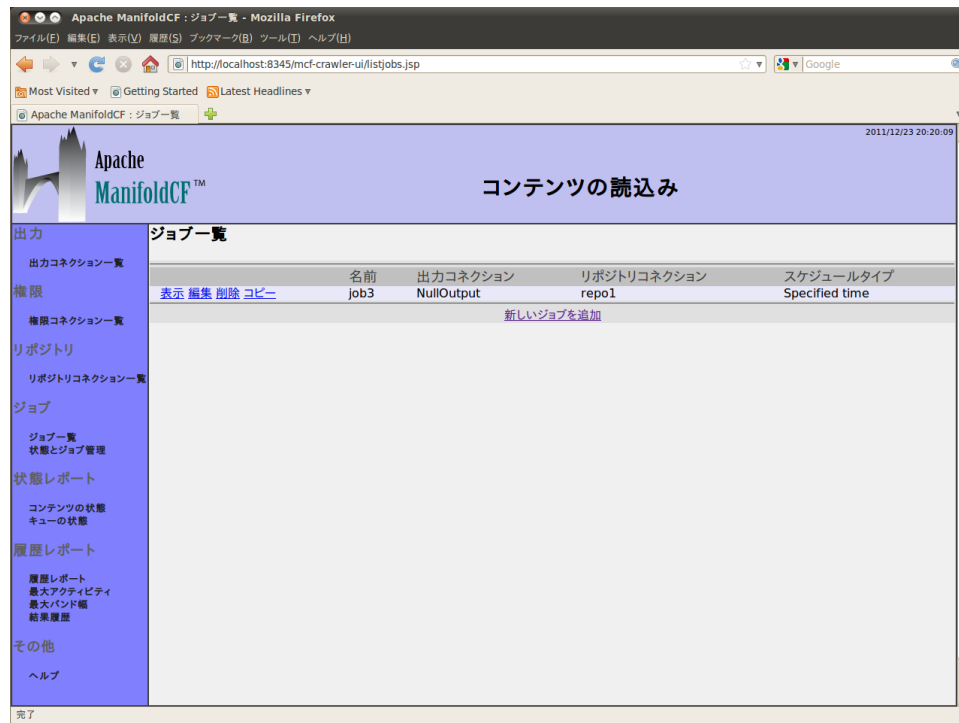 Apache ManifoldCF : ジョブ一覧 - Mozilla Firefox
ファイル(F) 編集(E) 表示(V) 履歴(S) ブックマーク(B) ツール(T) ヘルプ(H)
http://localhost:8345/mcf-crawler-ui/listjobs.jsp Google
Most Visited Getting Started Latest Headlines
Apache ManifoldCF : ジョブ一覧
2011/12/23 20:20:09
Apache
ManifoldCF™
コンテンツの読込み
出力
出力コネクション一覧
権限
権限コネクション一覧
リポジトリ
リポジトリコネクション一覧
ジョブ
ジョブ一覧
状態とジョブ管理
状態レポート
コンテンツの状態
キューの状態
履歴レポート
履歴レポート
最大アクティビティ
最大バンド幅
結果履歴
その他
ヘルプ
ジョブ一覧
名前 出力コネクション リポジトリコネクション スケジュールタイプ
表示 編集 削除 コピー job3 NullOutput repo1 Specified time
新しいジョブを追加
完了